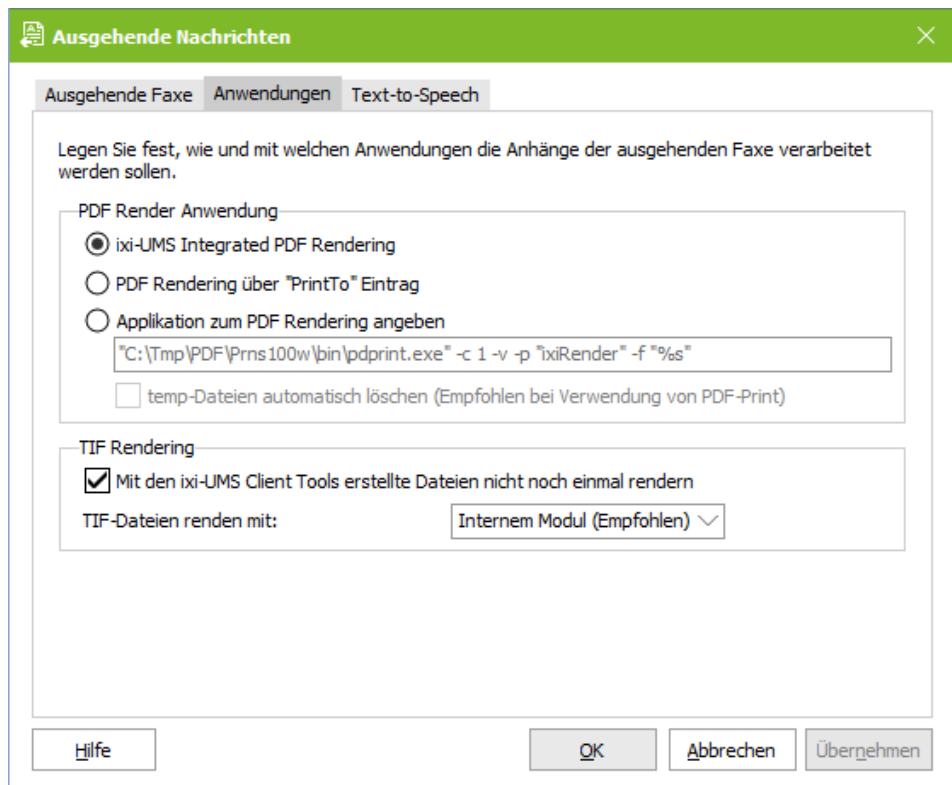 Ausgehende Nachrichten
Ausgehende Faxe Anwendungen Text-to-Speech
Legen Sie fest, wie und mit welchen Anwendungen die Anhänge der ausgehenden Faxe verarbeitet
werden sollen.
PDF Render Anwendung
ixi-UMS Integrated PDF Rendering
PDF Rendering über "PrintTo" Eintrag
Applikation zum PDF Rendering angeben
"C:\Tmp\PDF\Prns100w\bin\pdprint.exe" -c 1 -v -p "ixiRender" -f "%s"
temp-Dateien automatisch löschen (Empfohlen bei Verwendung von PDF-Print)
TIF Rendering
Mit den ixi-UMS Client Tools erstellte Dateien nicht noch einmal rendern
TIF-Dateien renden mit: Internem Modul (Empfohlen)
Hilfe OK Abbrechen Übernehmen